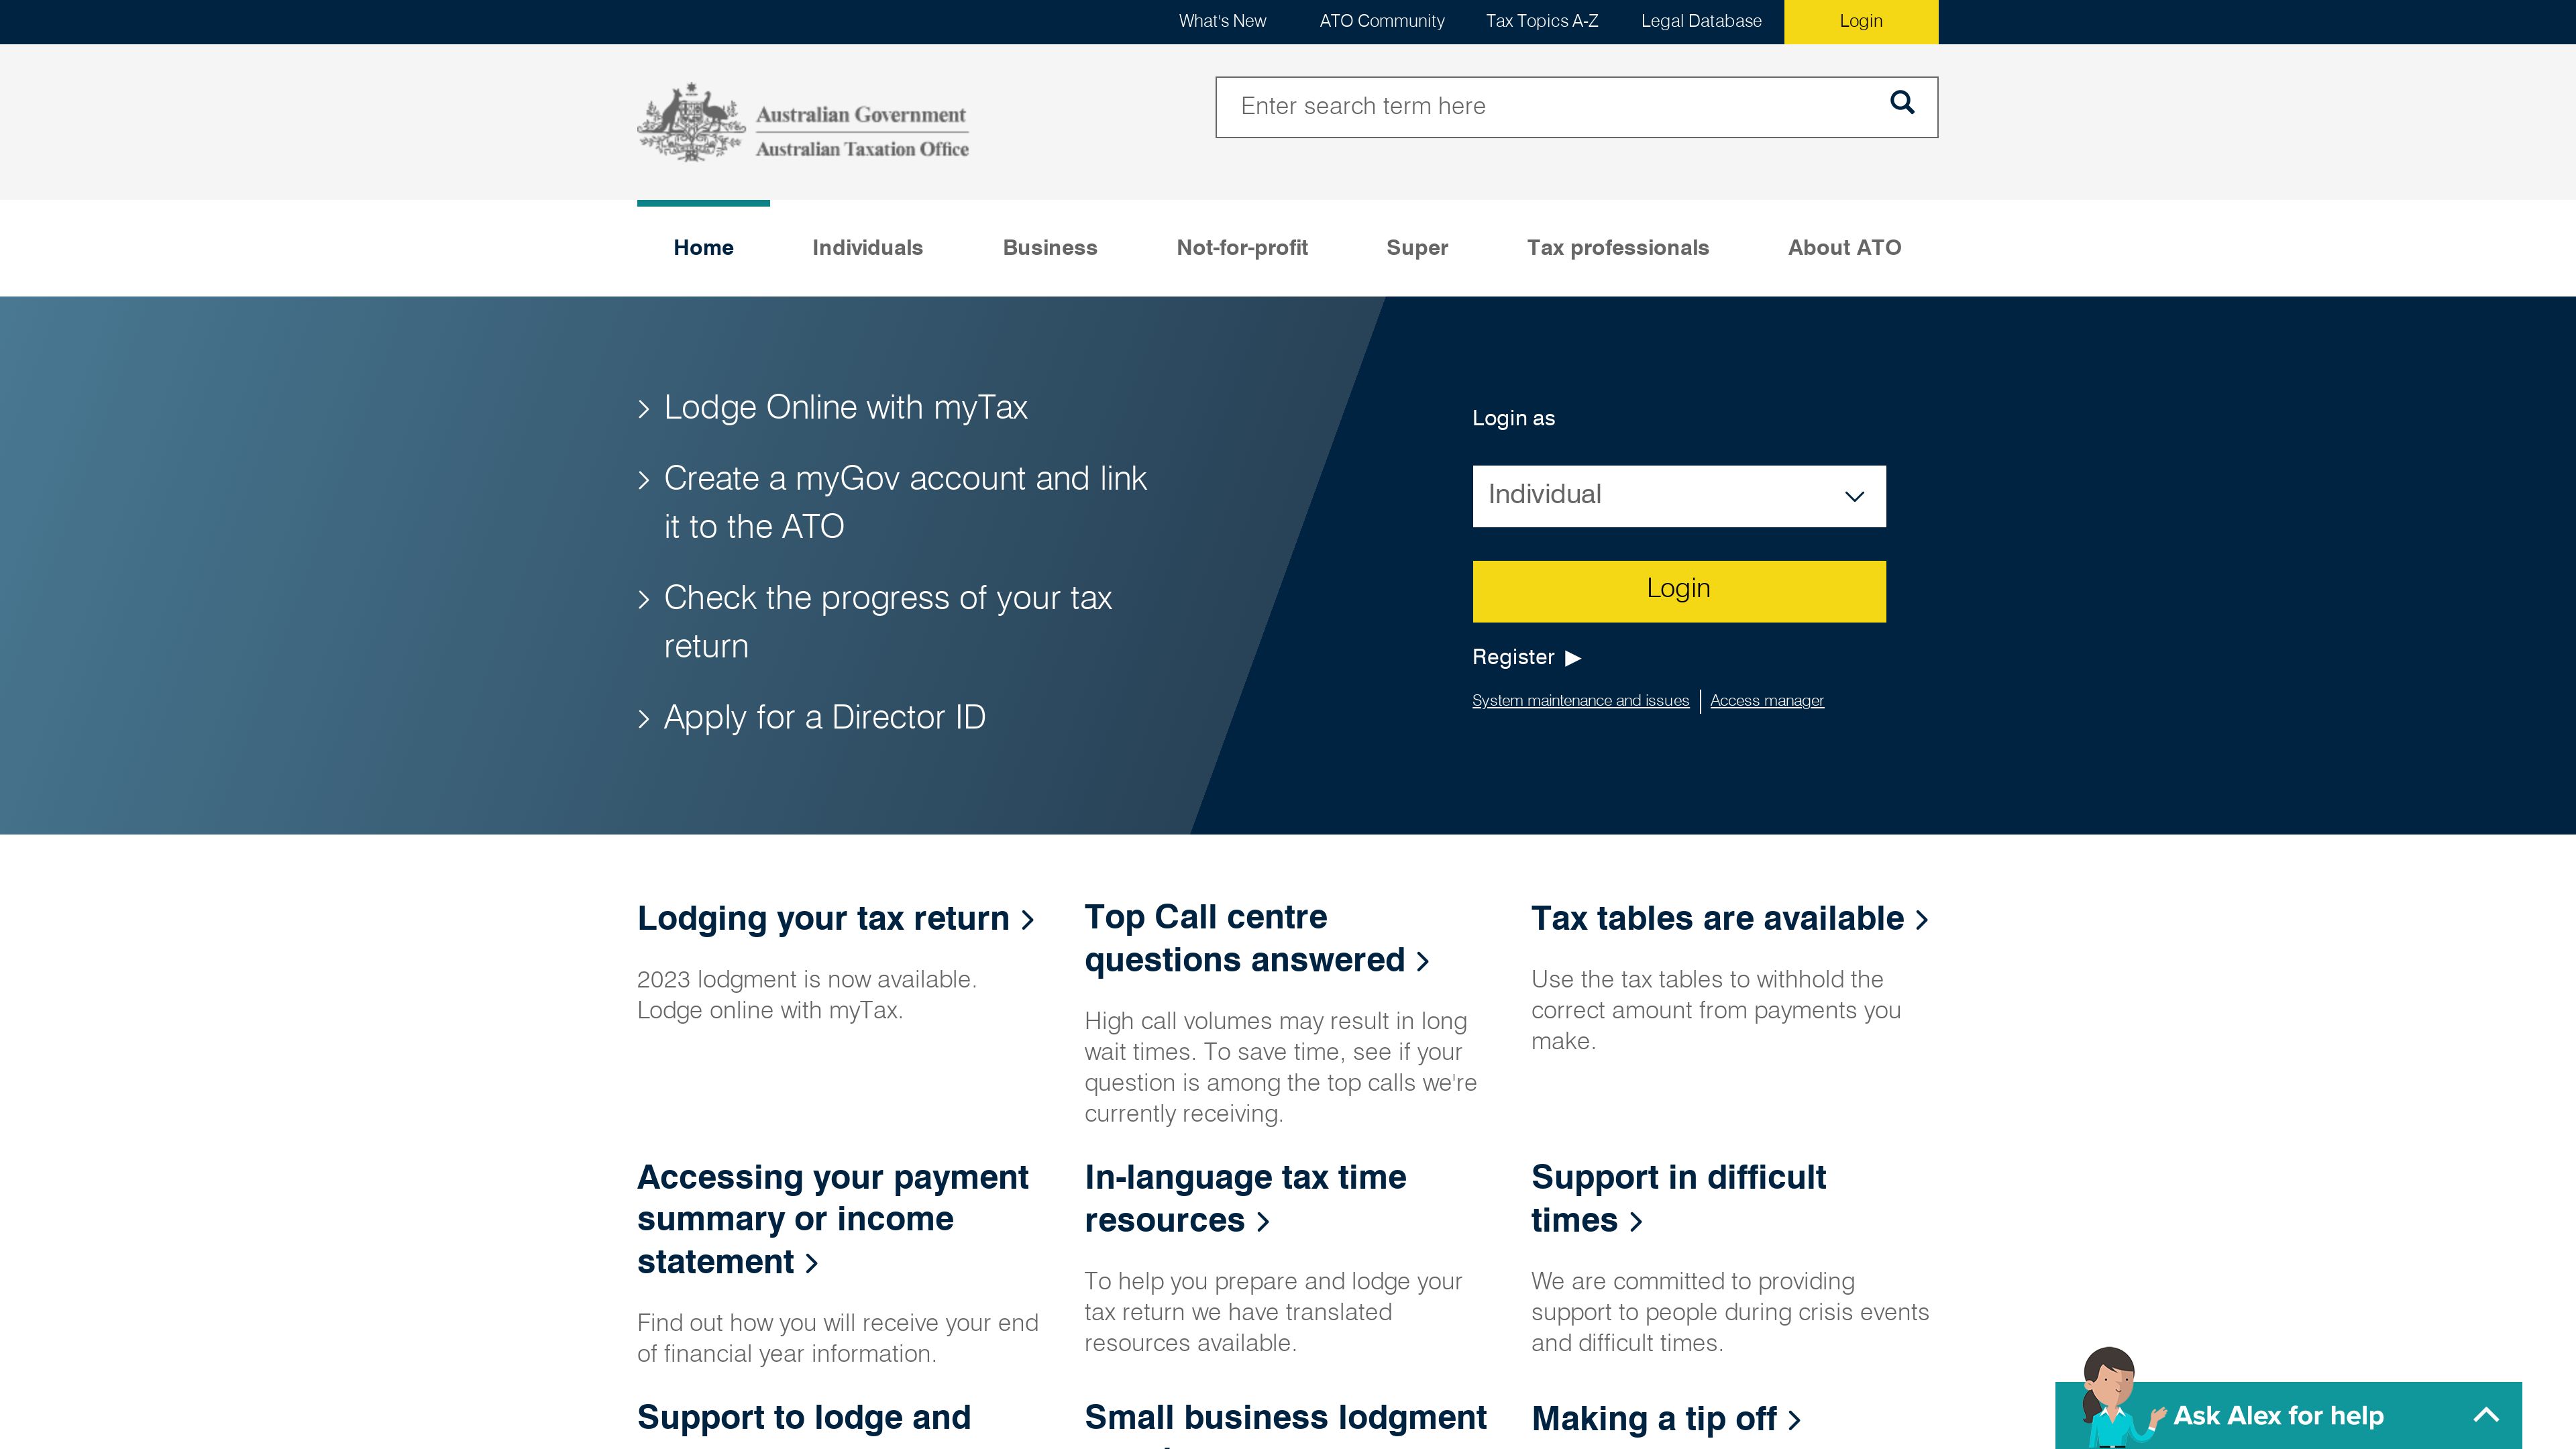 What's New
ATO Community
Tax Topics A-Z
Legal Database
Login
Australian Government
Australian Taxation Office
Enter search term here
Home
Individuals
Business
Not-for-profit
Super
Tax professionals
About ATO
Lodge Online with myTax
Create a myGov account and link
it to the ATO
Check the progress of your tax
return
Apply for a Director ID
Login as
Individual
Login
Register
System maintenance and issues
Access manager
Lodging your tax return
2023 lodgment is now available.
Lodge online with myTax.
Top Call centre
questions answered
High call volumes may result in long
wait times. To save time, see if your
question is among the top calls we're
currently receiving.
Tax tables are available
Use the tax tables to withhold the
correct amount from payments you
make.
Accessing your payment
summary or income
statement
Find out how you will receive your end
of financial year information.
In-language tax time
resources
To help you prepare and lodge your
tax return we have translated
resources available.
Support in difficult
times
We are committed to providing
support to people during crisis events
and difficult times.
Support to lodge and
Small business lodgment
Making a tip off
Ask Alex for help